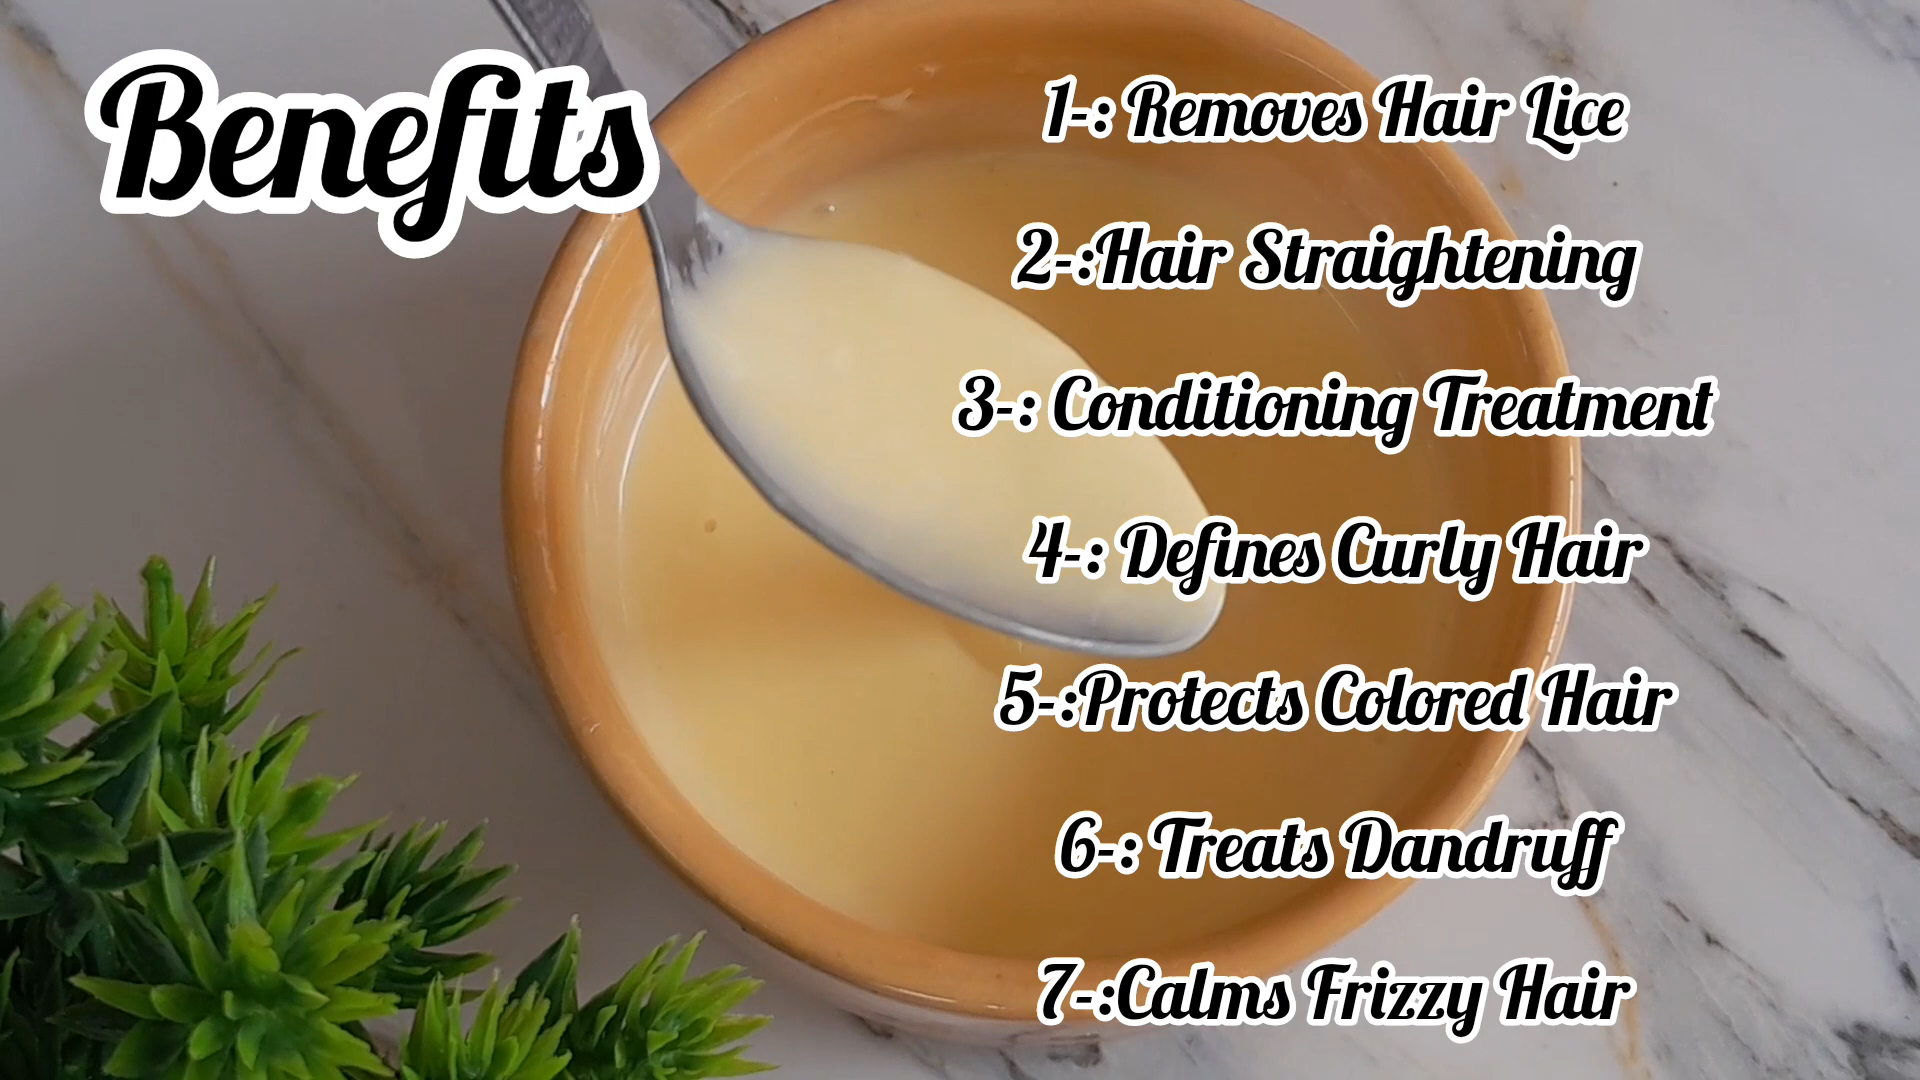 Benefits
1-: Removes Hair Lice
2-:Hair Straightening
3-: Conditioning Treatment
4-: Defines Curly Hair
5-:Protects Colored Hair
6-: Treats Dandruff
7-:Calms Frizzy Hair